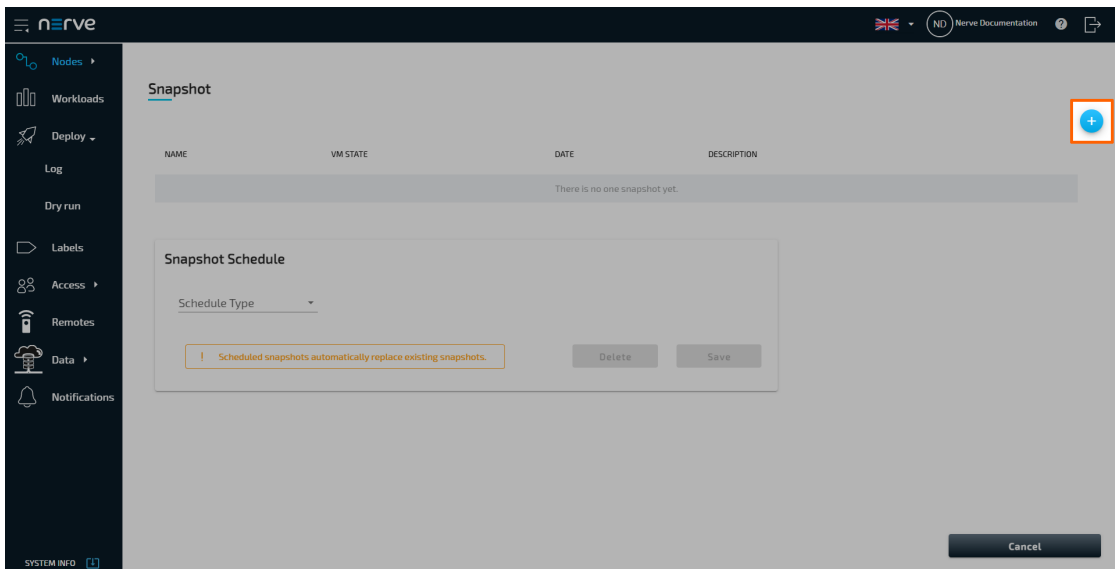 nerve
ND Nerve Documentation ?
Nodes
Workloads
Deploy
Log
Dry run
Labels
Access
Remotes
Data
Notifications
SYSTEM INFO
Snapshot
+
NAME VM STATE DATE DESCRIPTION
There is no one snapshot yet.
Snapshot Schedule
Schedule Type
! Scheduled snapshots automatically replace existing snapshots.
Delete Save
Cancel